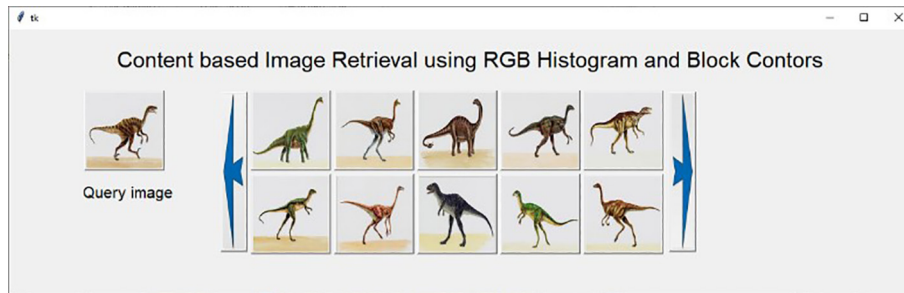 tk
Content based Image Retrieval using RGB Histogram and Block Contors
Query image